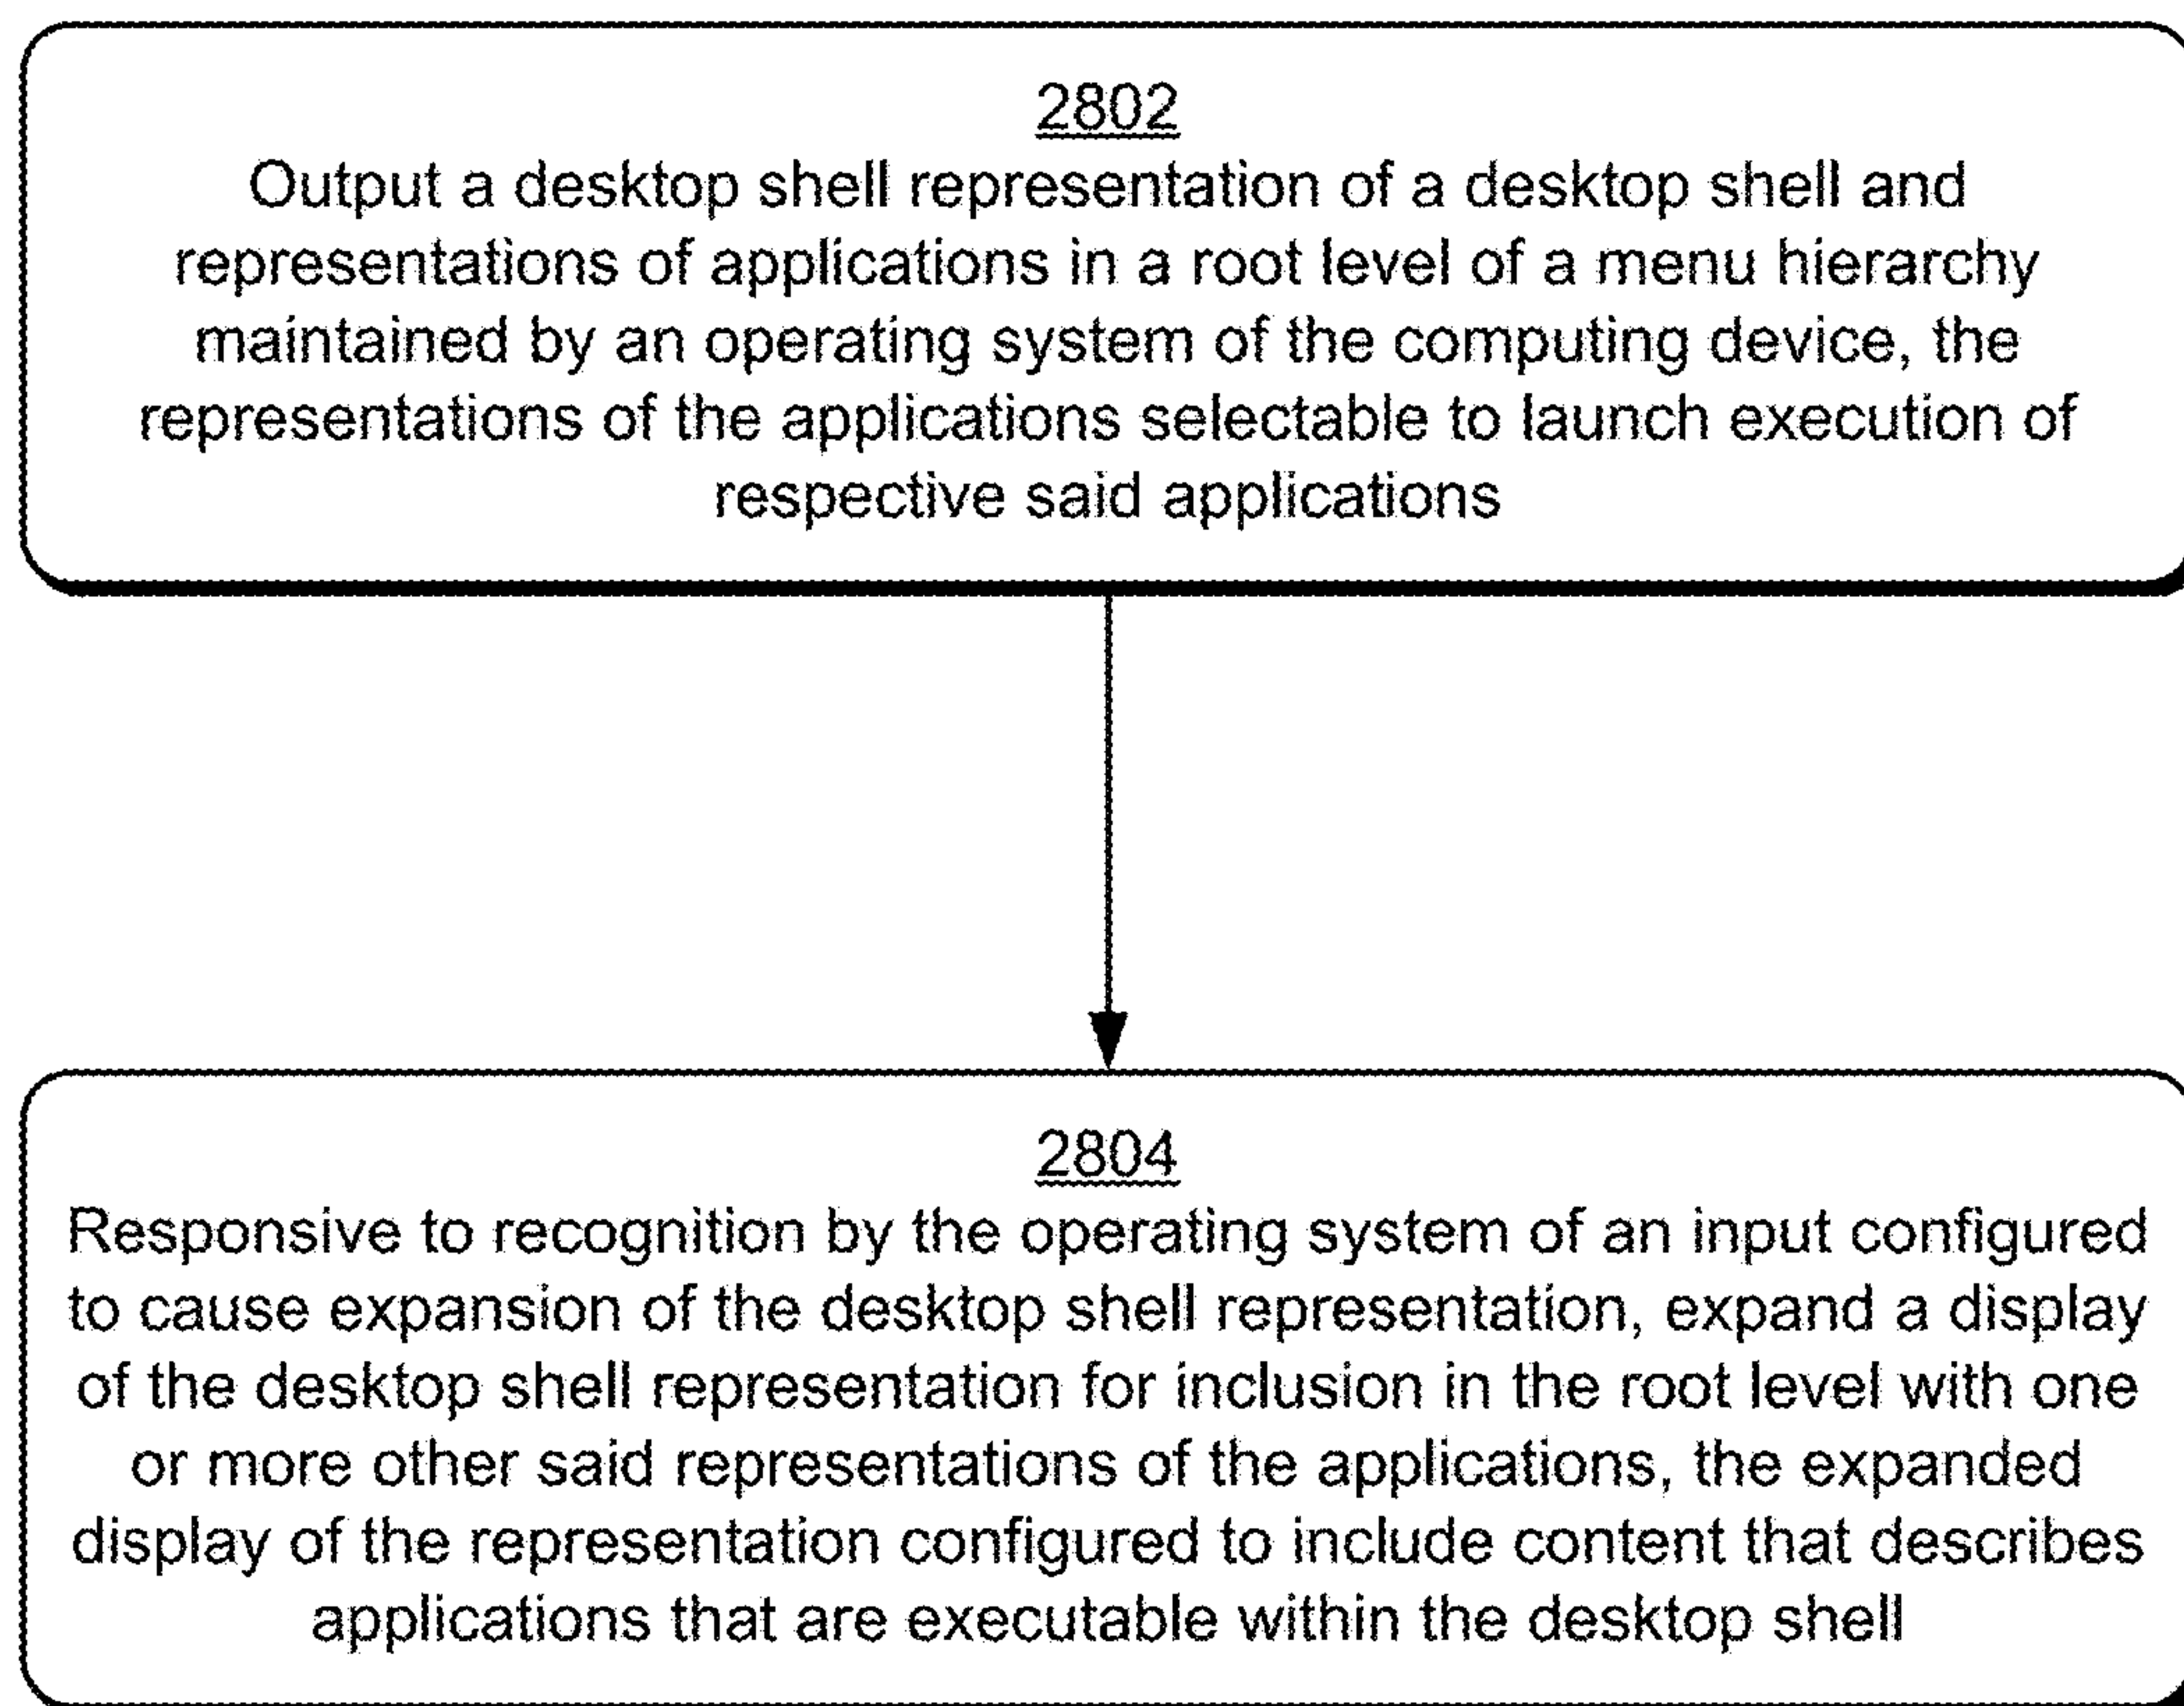 2802
Output a desktop shell representation of a desktop shell and
representations of applications in a root level of a menu hierarchy
maintained by an operating system of the computing device, the
representations of the applications selectable to launch execution of
respective said applications
2804
Responsive to recognition by the operating system of an input configured
to cause expansion of the desktop shell representation, expand a display
of the desktop shell representation for inclusion in the root level with one
or more other said representations of the applications, the expanded
display of the representation configured to include content that describes
applications that are executable within the desktop shell